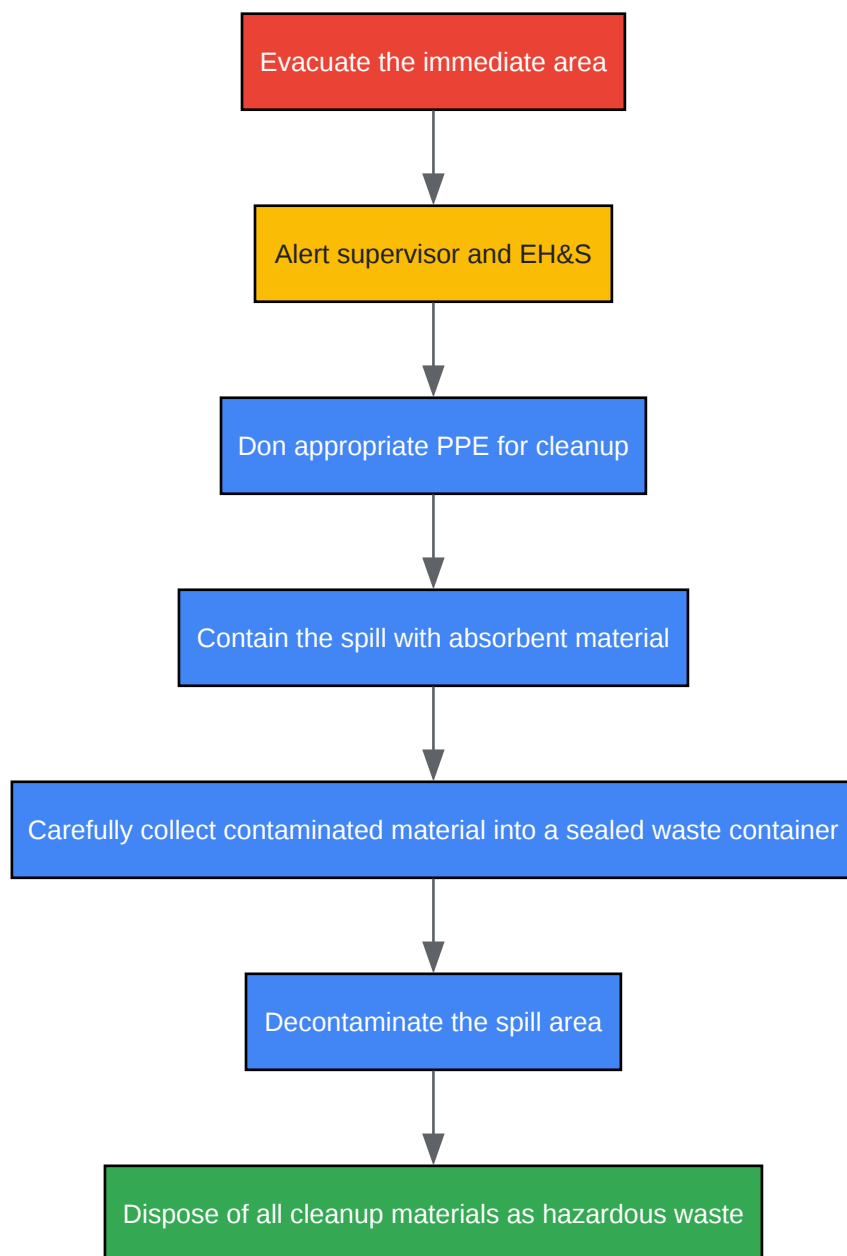 Evacuate the immediate area
Alert supervisor and EH&S
Don appropriate PPE for cleanup
Contain the spill with absorbent material
Carefully collect contaminated material into a sealed waste container
Decontaminate the spill area
Dispose of all cleanup materials as hazardous waste